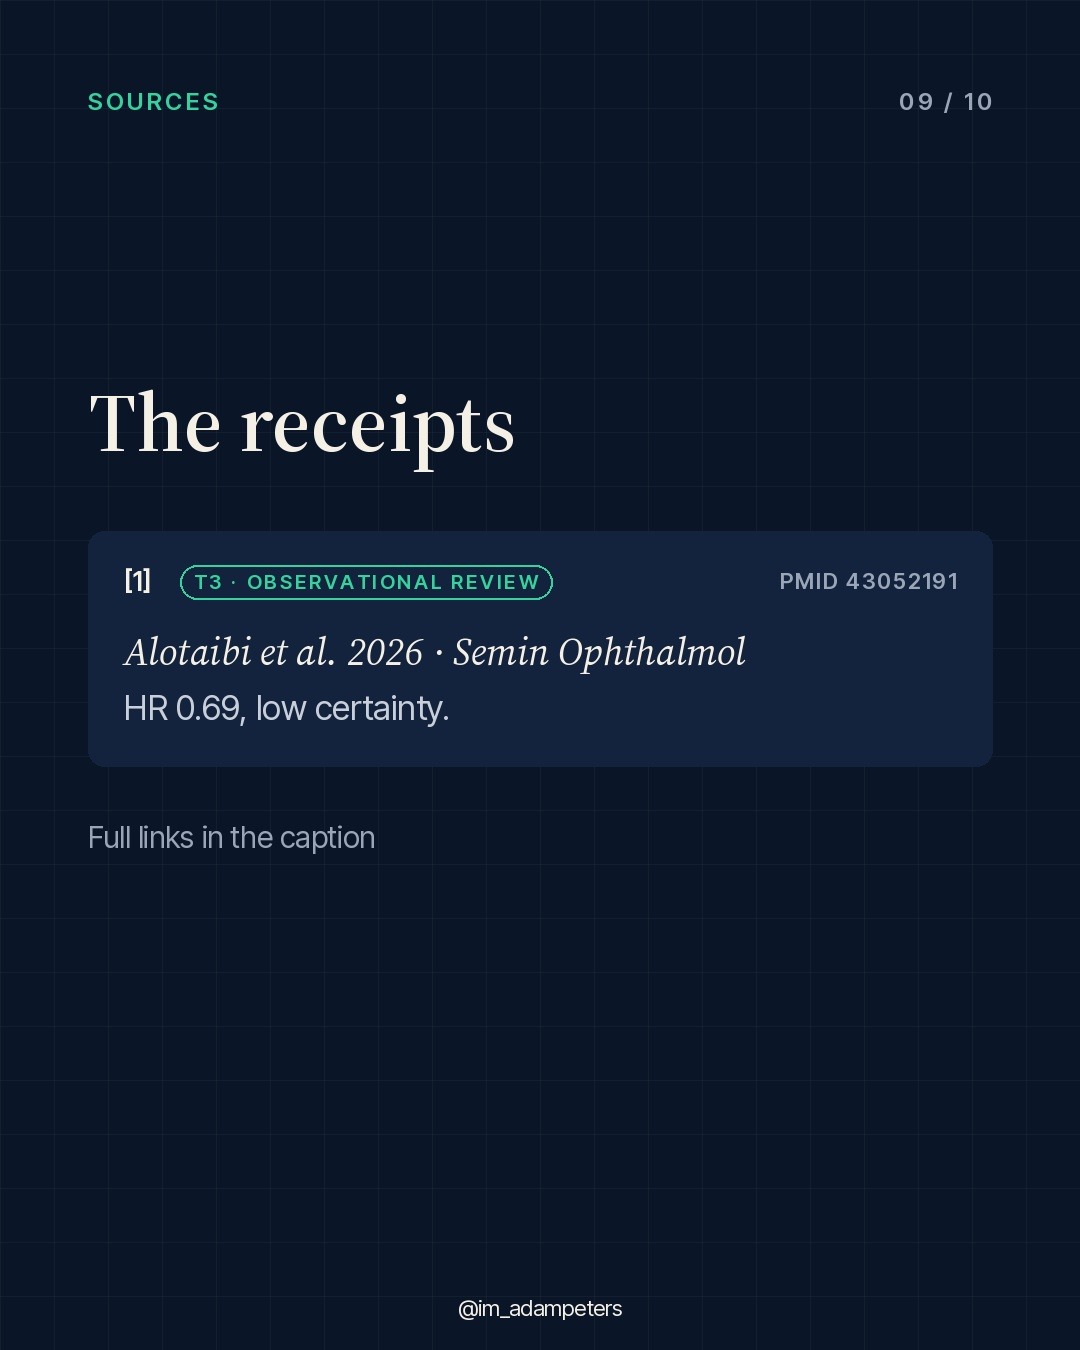 SOURCES
09 / 10
The receipts
[1] T3 · OBSERVATIONAL REVIEW PMID 43052191
Alotaibi et al. 2026 · Semin Ophthalmol
HR 0.69, low certainty.
Full links in the caption
@im_adampeters